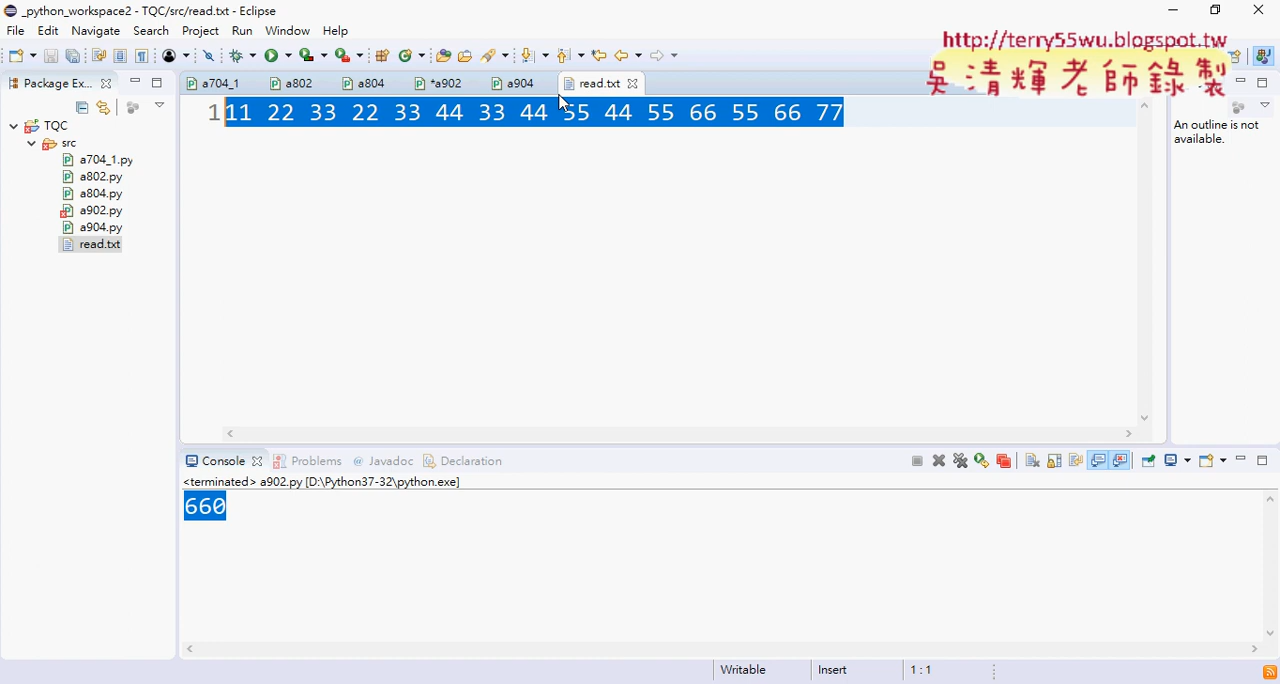 _python_workspace2 - TQC/src/read.txt - Eclipse
File Edit Navigate Search Project Run Window Help
http://terry55wu.blogspot.tw
吳清輝老師錄製
Package Ex...
a704_1 a802 a804 *a902 a904 read.txt
TQC
src
a704_1.py
a802.py
a804.py
a902.py
a904.py
read.txt
1 11 22 33 22 33 44 33 44 55 44 55 66 55 66 77
An outline is not
available.
Console Problems @ Javadoc Declaration
<terminated> a902.py [D:\Python37-32\python.exe]
660
Writable Insert 1 : 1